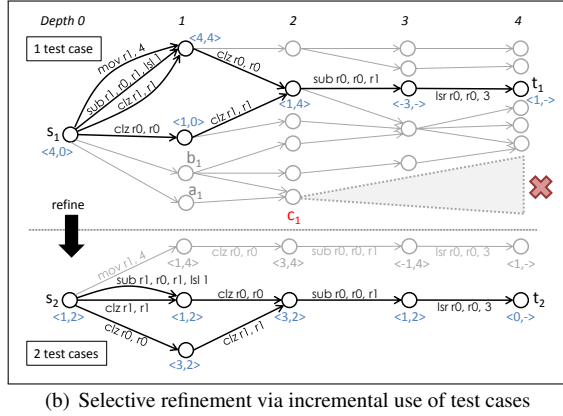 Depth 0 1 2 3 4
1 test case
<4,4>
mov r1, 4
sub r1, r0, r1, lsl 1
clz r1, r1
clz r0, r0
sub r0, r0, r1
lsr r0, r0, 3
t1
<1,4>
<-3,->
<1,->
s1
<4,0>
clz r0, r0
<1,0>
clz r1, r1
b1
a1
c1
refine
mov r1, 4
clz r0, r0
sub r0, r0, r1
lsr r0, r0, 3
<1,4>
<3,4>
<-1,4>
<1,->
sub r1, r0, r1, lsl 1
s2
<1,2>
clz r1, r1
clz r0, r0
sub r0, r0, r1
lsr r0, r0, 3
t2
<1,2>
<3,2>
<1,2>
<0,->
clz r0, r0
clz r1, r1
<3,2>
2 test cases
(b) Selective refinement via incremental use of test cases